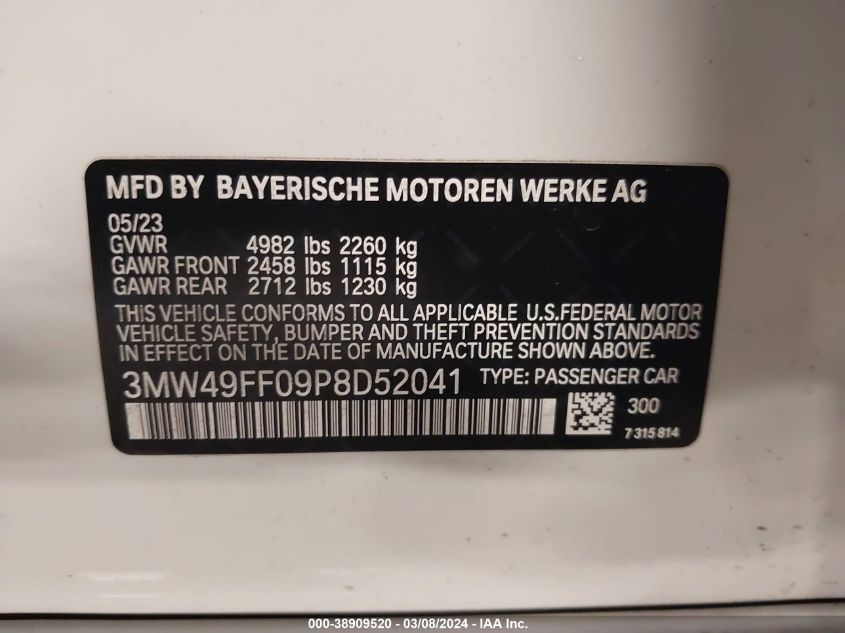 MFD BY BAYERISCHE MOTOREN WERKE AG
05/23
GVWR 4982 lbs 2260 kg
GAWR FRONT 2458 lbs 1115 kg
GAWR REAR 2712 lbs 1230 kg
THIS VEHICLE CONFORMS TO ALL APPLICABLE U.S.FEDERAL MOTOR
VEHICLE SAFETY, BUMPER AND THEFT PREVENTION STANDARDS
IN EFFECT ON THE DATE OF MANUFACTURE SHOWN ABOVE.
3MW49FF09P8D52041 TYPE: PASSENGER CAR
300
7 315 814
000-38909520 - 03/08/2024 - IAA Inc.